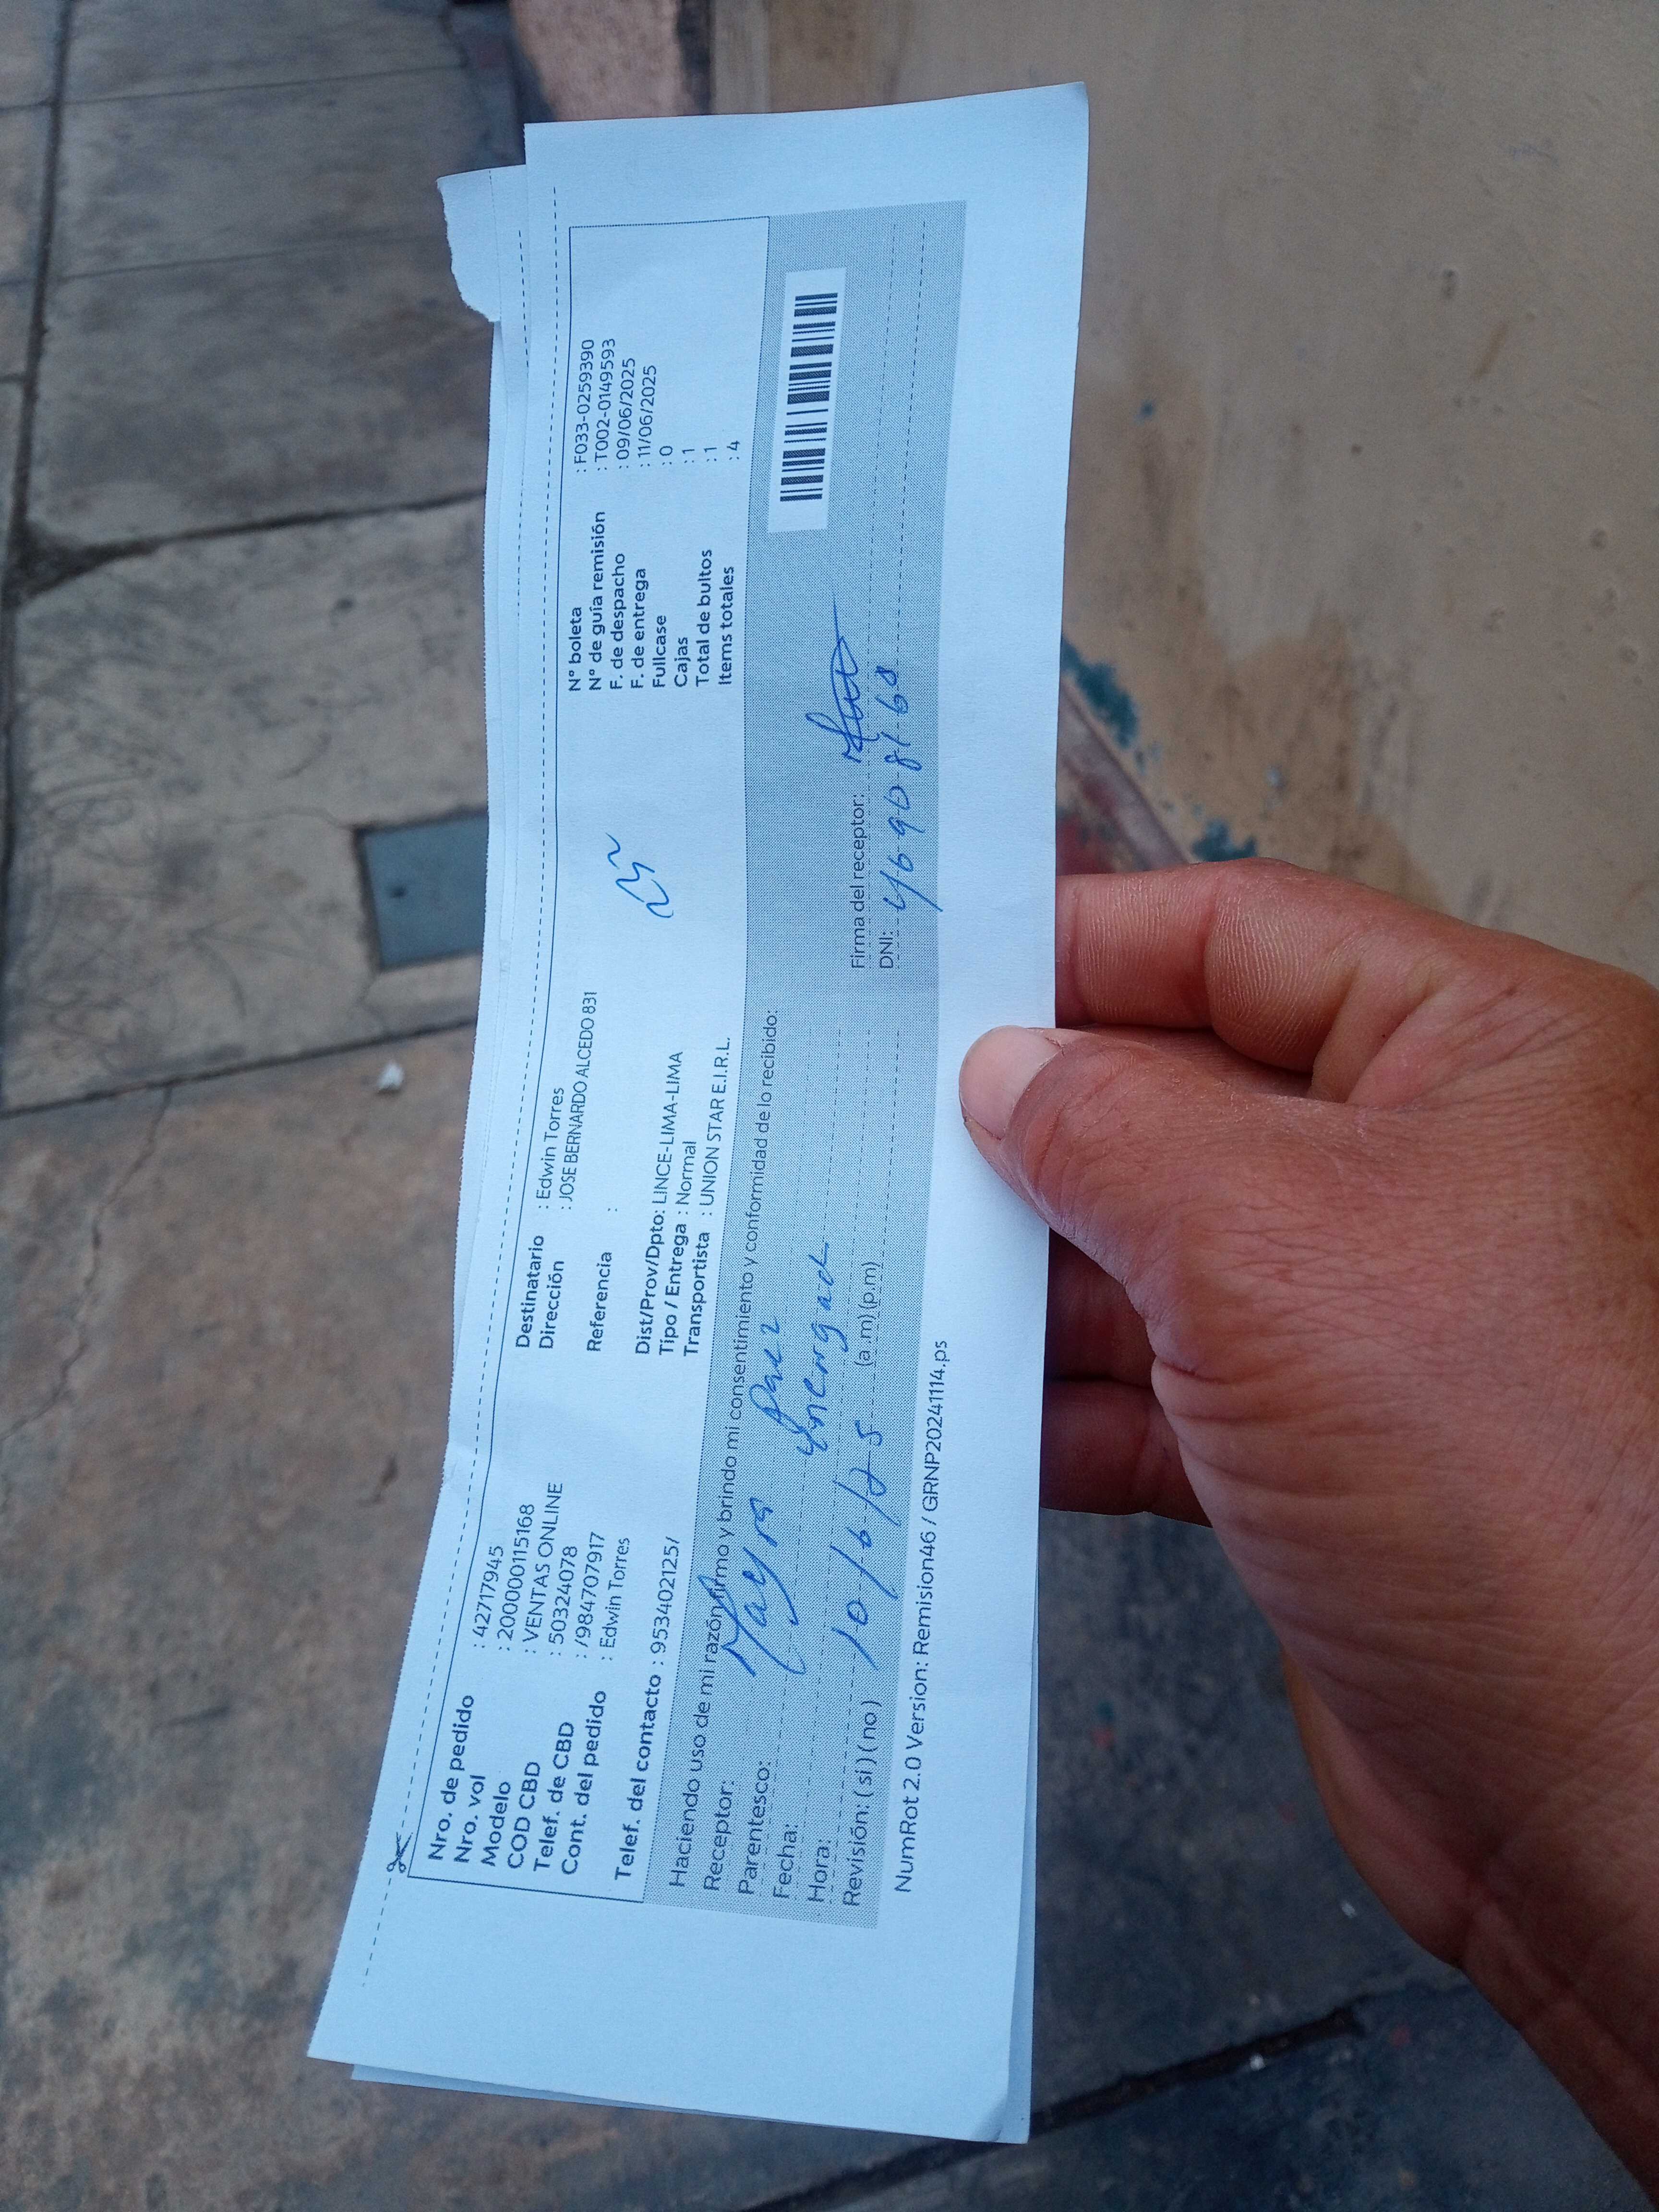 Nro. de pedido : 42717945
Nro. vol : 2000000115168
Modelo : VENTAS ONLINE
COD CBD : 50324078
Telef. de CBD : /984707917
Cont. del pedido : Edwin Torres
Telef. del contacto : 953402125/
Destinatario : Edwin Torres
Dirección : JOSE BERNARDO ALCEDO 831
Referencia :
Dist/Prov/Dpto: LINCE-LIMA-LIMA
Tipo / Entrega : Normal
Transportista : UNION STAR E.I.R.L.
N° boleta : F033-0259390
N° de guía remisión : T002-0149593
F. de despacho : 09/06/2025
F. de entrega : 11/06/2025
Fullcase : 0
Cajas : 1
Total de bultos : 1
Items totales : 4
Haciendo uso de mi razón firmo y brindo mi consentimiento y conformidad de lo recibido:
Receptor: Mayra
Parentesco:
Fecha: 10/6/25
Hora: (a.m) (p.m)
Revisión: ( si ) ( no )
Firma del receptor:
DNI:
NumRot 2.0 Version: Remision46 / GRNP20241114.ps